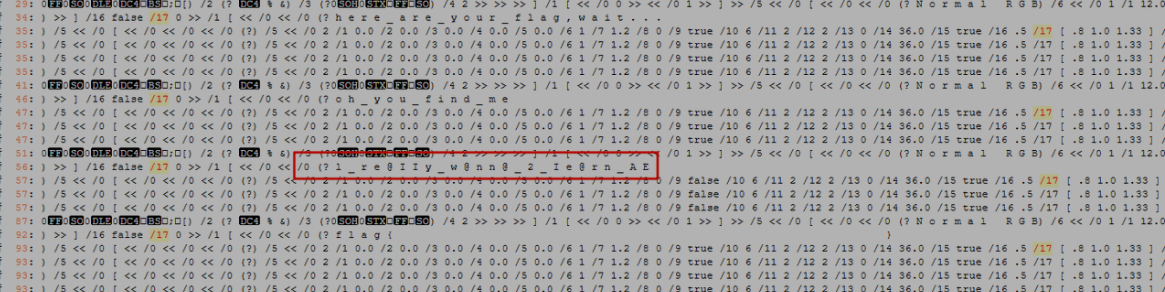 29: 0FF0SO0DLE0DC4□BS□;□[) /2 (? DC4 % &) /3 (?0SOH0STX□FF□SO) /4 2 >> >> >> ] /1 [ << /0 << /0 0 >> /0 1 >> ] >> /5 << /0 << /0 (? N o r m a l   R G B) /6 << /0 1 /1 12.0
34: ) >> ] /16 false /17 0 >> /1 [ << /0 << /0 (? h e r e _ a r e _ y o u r _ f l a g , w a i t . . .
35: ) /5 << /0 [ << /0 << /0 (?) /5 << /0 2 /1 0.0 /2 0.0 /3 0.0 /4 0.0 /5 0.0 /6 1 /7 1.2 /8 0 /9 true /10 6 /11 2 /12 2 /13 0 /14 36.0 /15 true /16 .5 /17 [ .8 1.0 1.33 ] /
35: ) /5 << /0 [ << /0 << /0 (?) /5 << /0 2 /1 0.0 /2 0.0 /3 0.0 /4 0.0 /5 0.0 /6 1 /7 1.2 /8 0 /9 true /10 6 /11 2 /12 2 /13 0 /14 36.0 /15 true /16 .5 /17 [ .8 1.0 1.33 ] /
35: ) /5 << /0 [ << /0 << /0 (?) /5 << /0 2 /1 0.0 /2 0.0 /3 0.0 /4 0.0 /5 0.0 /6 1 /7 1.2 /8 0 /9 true /10 6 /11 2 /12 2 /13 0 /14 36.0 /15 true /16 .5 /17 [ .8 1.0 1.33 ] /
35: ) /5 << /0 [ << /0 << /0 (?) /5 << /0 2 /1 0.0 /2 0.0 /3 0.0 /4 0.0 /5 0.0 /6 1 /7 1.2 /8 0 /9 true /10 6 /11 2 /12 2 /13 0 /14 36.0 /15 true /16 .5 /17 [ .8 1.0 1.33 ] /
41: 0FF0SO0DLE0DC4□BS□;□[) /2 (? DC4 % &) /3 (?0SOH0STX□FF□SO) /4 2 >> >> >> ] /1 [ << /0 << /0 0 >> /0 1 >> ] >> /5 << /0 << /0 (? N o r m a l   R G B) /6 << /0 1 /1 12.0
46: ) >> ] /16 false /17 0 >> /1 [ << /0 << /0 (? o h _ y o u _ f i n d _ m e
47: ) /5 << /0 [ << /0 << /0 (?) /5 << /0 2 /1 0.0 /2 0.0 /3 0.0 /4 0.0 /5 0.0 /6 1 /7 1.2 /8 0 /9 true /10 6 /11 2 /12 2 /13 0 /14 36.0 /15 true /16 .5 /17 [ .8 1.0 1.33 ] /
47: ) /5 << /0 [ << /0 << /0 (?) /5 << /0 2 /1 0.0 /2 0.0 /3 0.0 /4 0.0 /5 0.0 /6 1 /7 1.2 /8 0 /9 true /10 6 /11 2 /12 2 /13 0 /14 36.0 /15 true /16 .5 /17 [ .8 1.0 1.33 ] /
47: ) /5 << /0 [ << /0 << /0 (?) /5 << /0 2 /1 0.0 /2 0.0 /3 0.0 /4 0.0 /5 0.0 /6 1 /7 1.2 /8 0 /9 true /10 6 /11 2 /12 2 /13 0 /14 36.0 /15 true /16 .5 /17 [ .8 1.0 1.33 ] /
51: 0FF0SO0DLE0DC4□BS□;□[) /2 (? DC4 % &) /3 (?0SOH0STX□FF□SO) /4 2 >> >> >> ] /1 [ << /0 << /0 0 >> /0 1 >> ] >> /5 << /0 << /0 (? N o r m a l   R G B) /6 << /0 1 /1 12.0
56: ) >> ] /16 false /17 0 >> /1 [ << /0 << /0 (? l _ r e @ I I y _ w @ n n @ _ 2 _ I e @ r n _ A E
57: ) /5 << /0 [ << /0 << /0 (?) /5 << /0 2 /1 0.0 /2 0.0 /3 0.0 /4 0.0 /5 0.0 /6 1 /7 1.2 /8 0 /9 false /10 6 /11 2 /12 2 /13 0 /14 36.0 /15 true /16 .5 /17 [ .8 1.0 1.33 ]
57: ) /5 << /0 [ << /0 << /0 (?) /5 << /0 2 /1 0.0 /2 0.0 /3 0.0 /4 0.0 /5 0.0 /6 1 /7 1.2 /8 0 /9 false /10 6 /11 2 /12 2 /13 0 /14 36.0 /15 true /16 .5 /17 [ .8 1.0 1.33 ]
57: ) /5 << /0 [ << /0 << /0 (?) /5 << /0 2 /1 0.0 /2 0.0 /3 0.0 /4 0.0 /5 0.0 /6 1 /7 1.2 /8 0 /9 false /10 6 /11 2 /12 2 /13 0 /14 36.0 /15 true /16 .5 /17 [ .8 1.0 1.33 ]
87: 0FF0SO0DLE0DC4□BS□;□[) /2 (? DC4 % &) /3 (?0SOH0STX□FF□SO) /4 2 >> >> >> ] /1 [ << /0 << /0 0 >> /0 1 >> ] >> /5 << /0 << /0 (? N o r m a l   R G B) /6 << /0 1 /1 12.0
92: ) >> ] /16 false /17 0 >> /1 [ << /0 << /0 (? f l a g { }
93: ) /5 << /0 [ << /0 << /0 (?) /5 << /0 2 /1 0.0 /2 0.0 /3 0.0 /4 0.0 /5 0.0 /6 1 /7 1.2 /8 0 /9 true /10 6 /11 2 /12 2 /13 0 /14 36.0 /15 true /16 .5 /17 [ .8 1.0 1.33 ] /
93: ) /5 << /0 [ << /0 << /0 (?) /5 << /0 2 /1 0.0 /2 0.0 /3 0.0 /4 0.0 /5 0.0 /6 1 /7 1.2 /8 0 /9 true /10 6 /11 2 /12 2 /13 0 /14 36.0 /15 true /16 .5 /17 [ .8 1.0 1.33 ] /
93: ) /5 << /0 [ << /0 << /0 (?) /5 << /0 2 /1 0.0 /2 0.0 /3 0.0 /4 0.0 /5 0.0 /6 1 /7 1.2 /8 0 /9 true /10 6 /11 2 /12 2 /13 0 /14 36.0 /15 true /16 .5 /17 [ .8 1.0 1.33 ] /
93: ) /5 << /0 [ << /0 << /0 (?) /5 << /0 2 /1 0.0 /2 0.0 /3 0.0 /4 0.0 /5 0.0 /6 1 /7 1.2 /8 0 /9 true /10 6 /11 2 /12 2 /13 0 /14 36.0 /15 true /16 .5 /17 [ .8 1.0 1.33 ] /